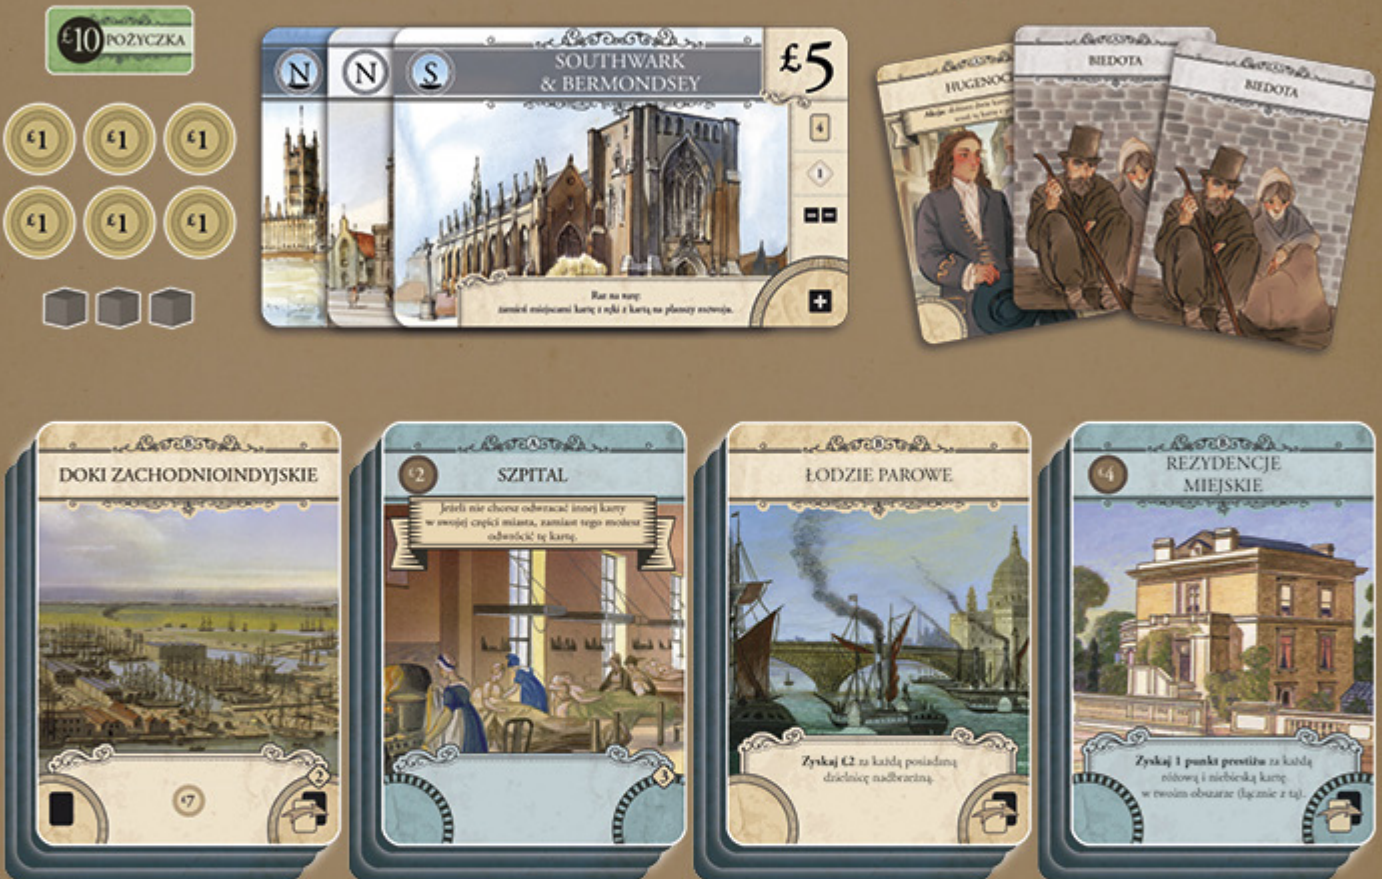 £10 POŻYCZKA
£1 £1 £1
£1 £1 £1
N
N
S
SOUTHWARK
& BERMONDSEY
£5
4
1
Raz na turę:
zamień miejscami kartę z ręki z kartą na planszy rozwoju.
A
HUGENOC
Akcja:
BIEDOTA
BIEDOTA
B
DOKI ZACHODNIOINDYJSKIE
£7
2
A
£2
SZPITAL
Jeżeli nie chcesz odwracać innej karty
w swojej części miasta, zamiast tego możesz
odwrócić tę kartę.
3
B
ŁODZIE PAROWE
Zyskaj £2 za każdą posiadaną
dzielnicę nadbrzeżną.
B
£4
REZYDENCJE
MIEJSKIE
Zyskaj 1 punkt prestiżu za każdą
różową i niebieską kartę
w twoim obszarze (łącznie z tą).